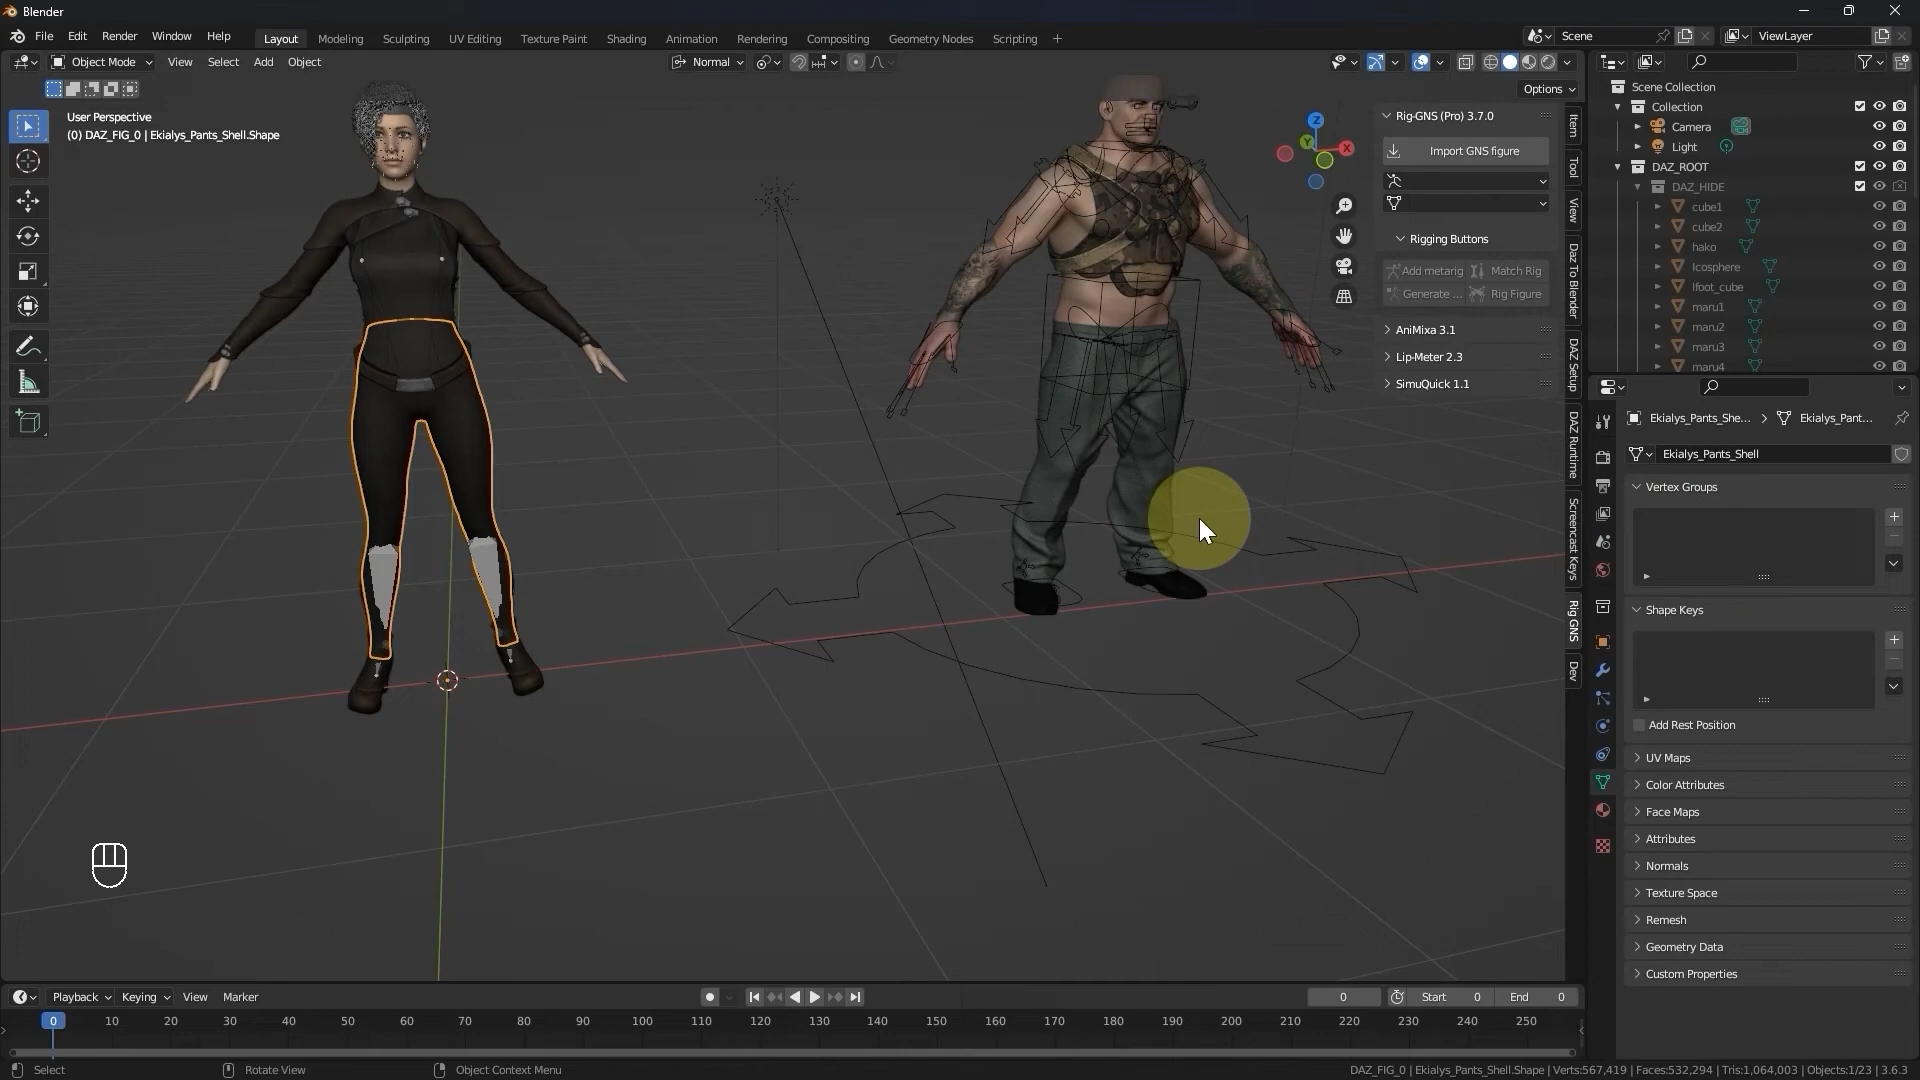 Blender
File Edit Render Window Help
Layout Modeling Sculpting UV Editing Texture Paint Shading Animation Rendering Compositing Geometry Nodes Scripting +
Scene
ViewLayer
Object Mode View Select Add Object
Normal
Options
User Perspective
(0) DAZ_FIG_0 | Ekialys_Pants_Shell.Shape
Z
Y
X
Rig-GNS (Pro) 3.7.0
Import GNS figure
Rigging Buttons
Add metarig Match Rig
Generate ... Rig Figure
AniMixa 3.1
Lip-Meter 2.3
SimuQuick 1.1
Item
Tool
View
Daz To Blender
DAZ Setup
DAZ Runtime
Screencast Keys
Rig GNS
Dev
Scene Collection
Collection
Camera
Light
DAZ_ROOT
DAZ_HIDE
cube1
cube2
hako
Icosphere
lfoot_cube
maru1
maru2
maru3
maru4
Ekialys_Pants_She... Ekialys_Pant...
Ekialys_Pants_Shell
Vertex Groups
Shape Keys
Add Rest Position
UV Maps
Color Attributes
Face Maps
Attributes
Normals
Texture Space
Remesh
Geometry Data
Custom Properties
Playback Keying View Marker
0 Start 0 End 0
0 10 20 30 40 50 60 70 80 90 100 110 120 130 140 150 160 170 180 190 200 210 220 230 240 250
Select Rotate View Object Context Menu
DAZ_FIG_0 | Ekialys_Pants_Shell.Shape | Verts:567,419 | Faces:532,294 | Tris:1,064,003 | Objects:1/23 | 3.6.3